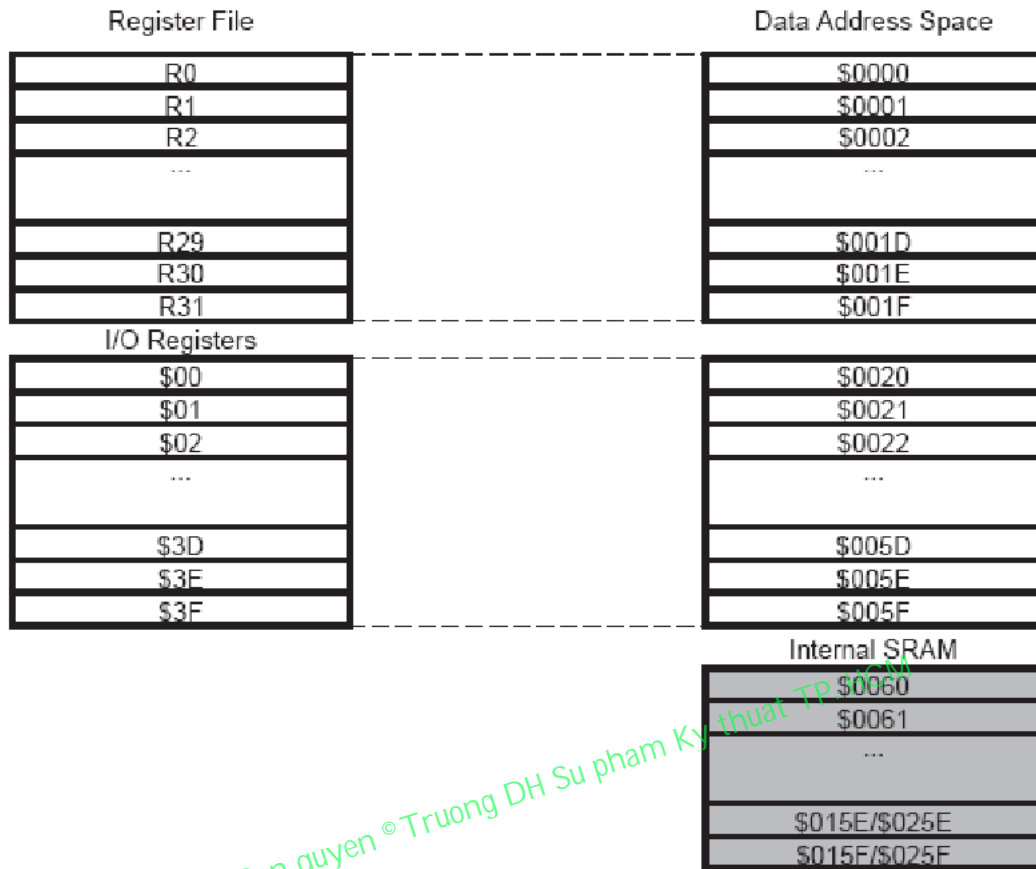 Register File
Data Address Space
R0
$0000
R1
$0001
R2
$0002
...
...
R29
$001D
R30
$001E
R31
$001F
I/O Registers
$00
$0020
$01
$0021
$02
$0022
...
...
$3D
$005D
$3E
$005E
$3F
$005F
Internal SRAM
$0060
$0061
...
$015E/$025E
$015F/$025F
quyen © Truong DH Su pham Ky thuat TP. HCM